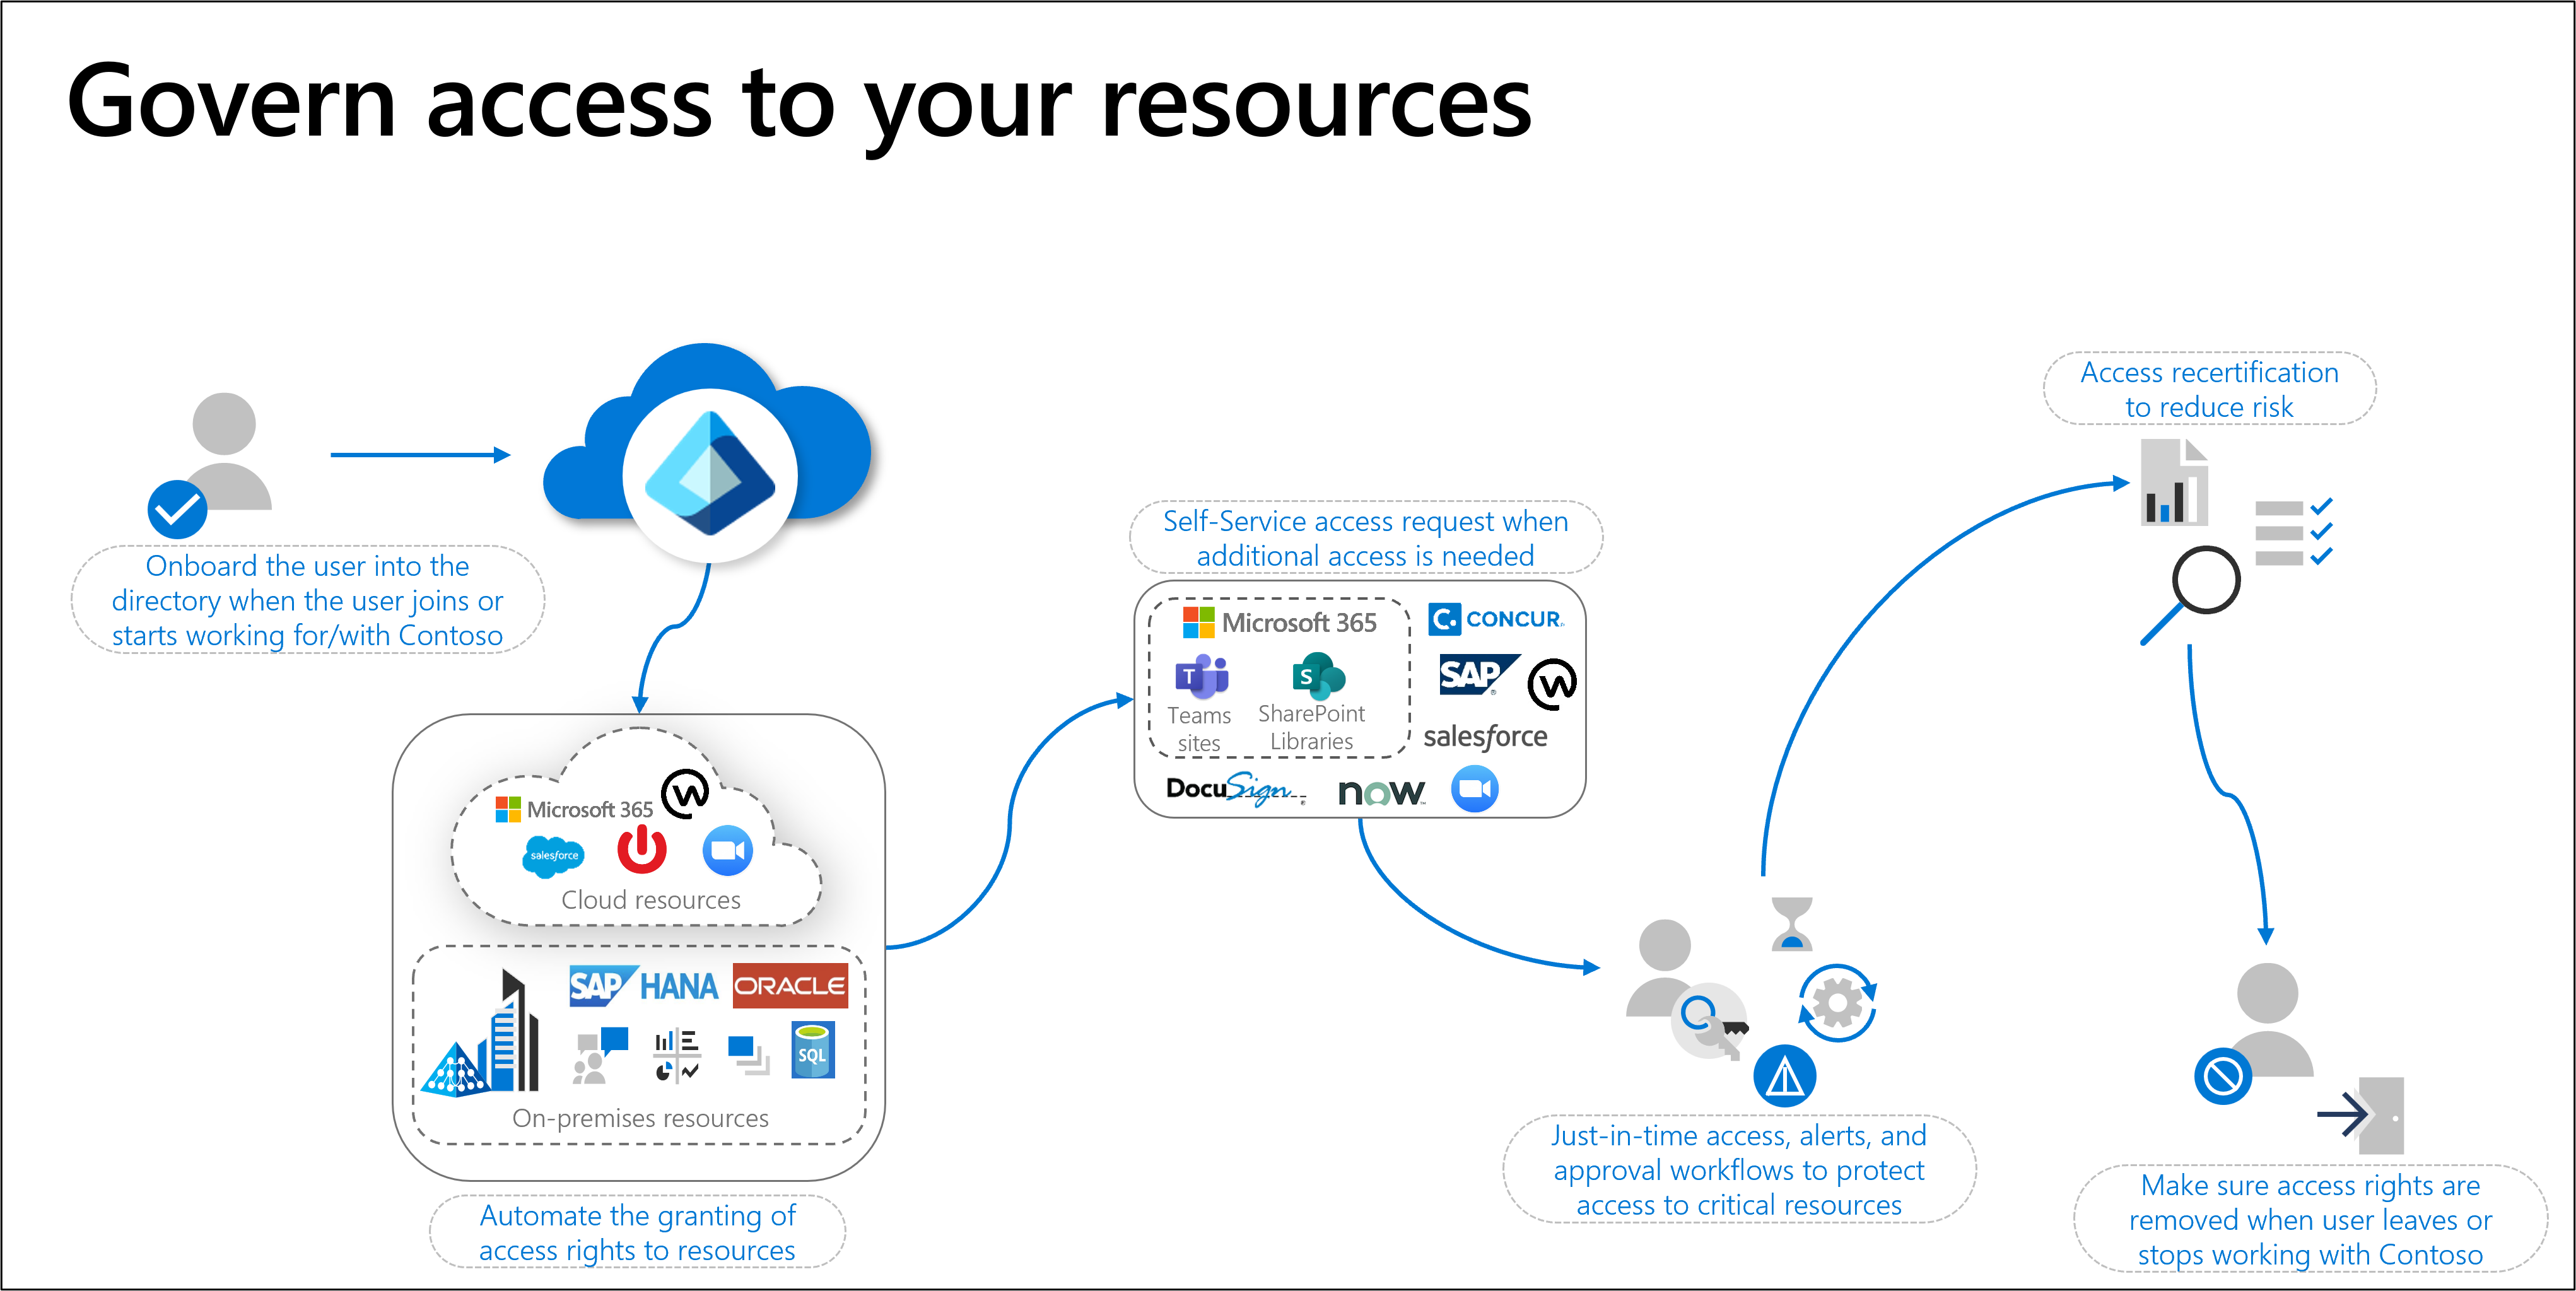 Govern access to your resources
Onboard the user into the
directory when the user joins or
starts working for/with Contoso
Microsoft 365
salesforce
Cloud resources
SAP HANA
ORACLE
SQL
On-premises resources
Automate the granting of
access rights to resources
Self-Service access request when
additional access is needed
Microsoft 365
C. CONCUR
T
S
Teams
sites
SharePoint
Libraries
SAP
salesforce
DocuSign
now
Just-in-time access, alerts, and
approval workflows to protect
access to critical resources
Access recertification
to reduce risk
Make sure access rights are
removed when user leaves or
stops working with Contoso